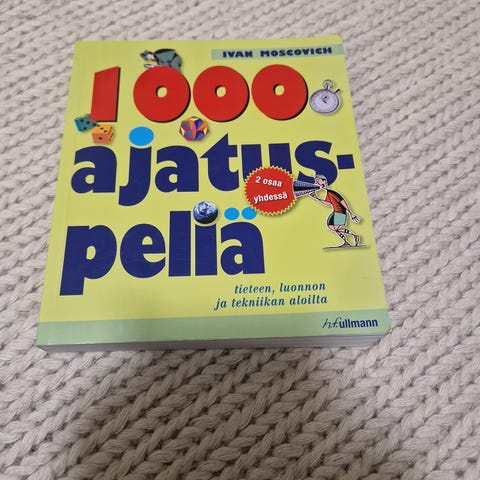 IVAN MOSCOVICH
1000
ajatus-
peliä
2 osaa
yhdessä
tieteen, luonnon
ja tekniikan aloilta
h.f.ullmann